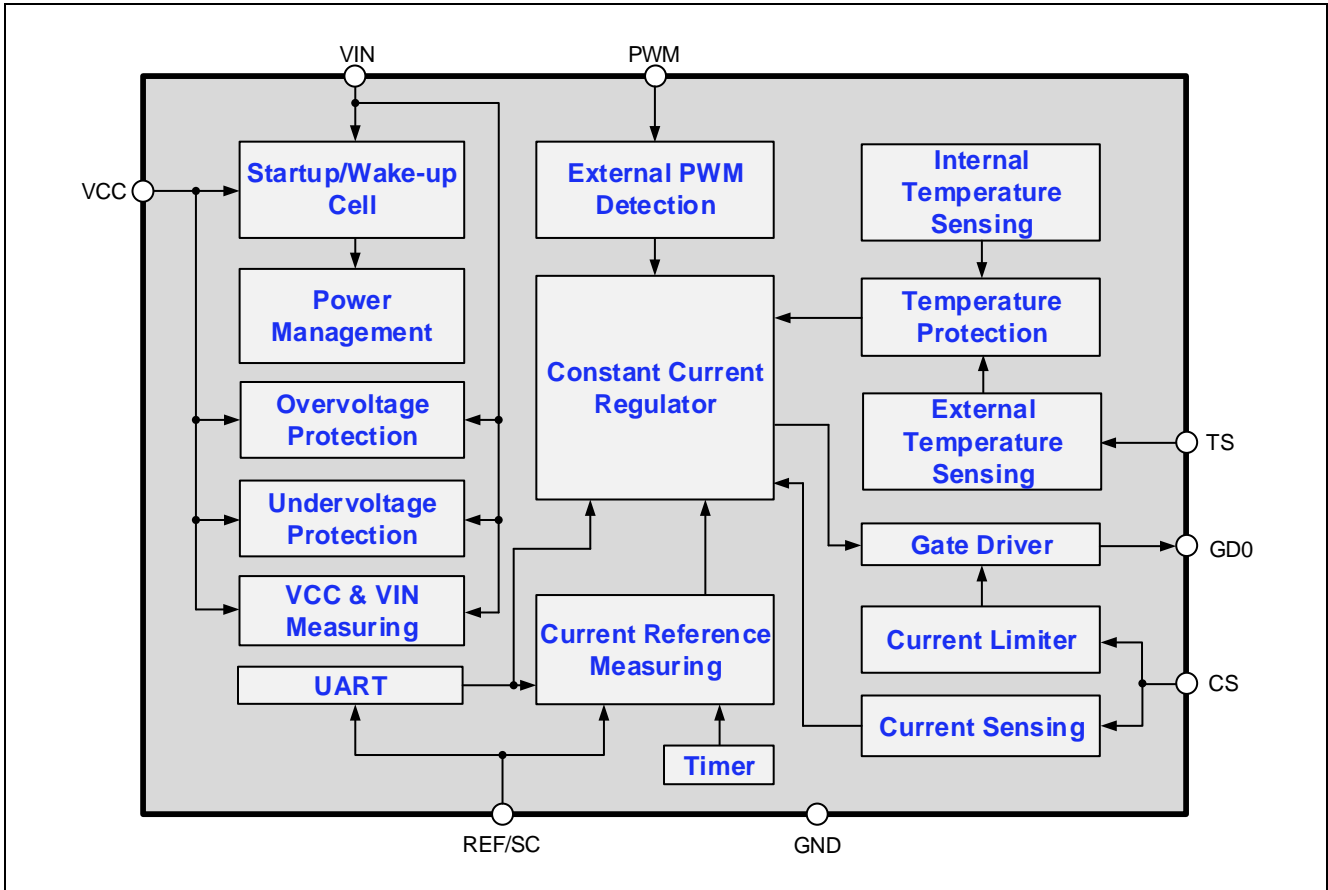 VIN
PWM
VCC
Startup/Wake-up
Cell
External PWM
Detection
Internal
Temperature
Sensing
Power
Management
Temperature
Protection
Constant Current
Regulator
Overvoltage
Protection
External
Temperature
Sensing
TS
Undervoltage
Protection
Gate Driver
GD0
VCC & VIN
Measuring
Current Reference
Measuring
Current Limiter
UART
CS
Current Sensing
Timer
REF/SC
GND